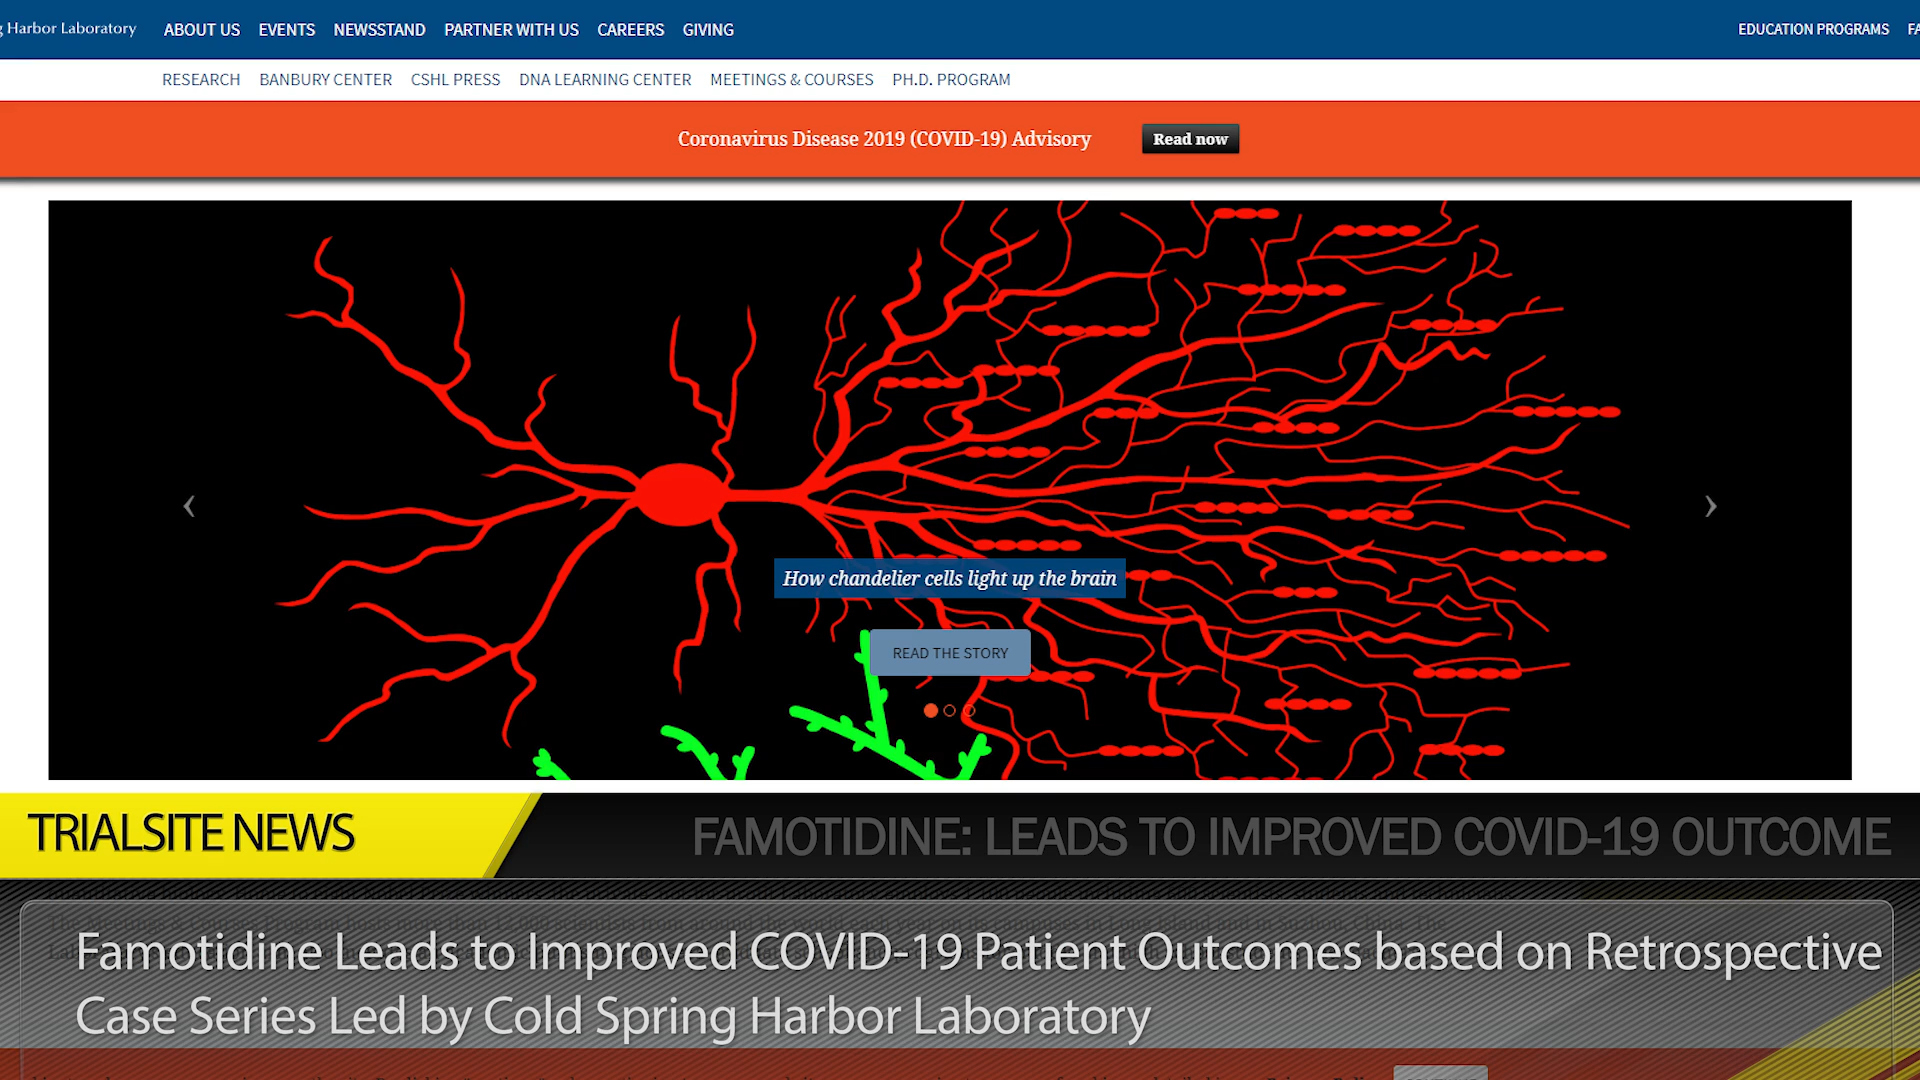 Harbor Laboratory ABOUT US EVENTS NEWSSTAND PARTNER WITH US CAREERS GIVING EDUCATION PROGRAMS
RESEARCH BANBURY CENTER CSHL PRESS DNA LEARNING CENTER MEETINGS & COURSES PH.D. PROGRAM
Coronavirus Disease 2019 (COVID-19) Advisory Read now
How chandelier cells light up the brain
READ THE STORY
TRIALSITE NEWS FAMOTIDINE: LEADS TO IMPROVED COVID-19 OUTCOME
Famotidine Leads to Improved COVID-19 Patient Outcomes based on Retrospective
Case Series Led by Cold Spring Harbor Laboratory